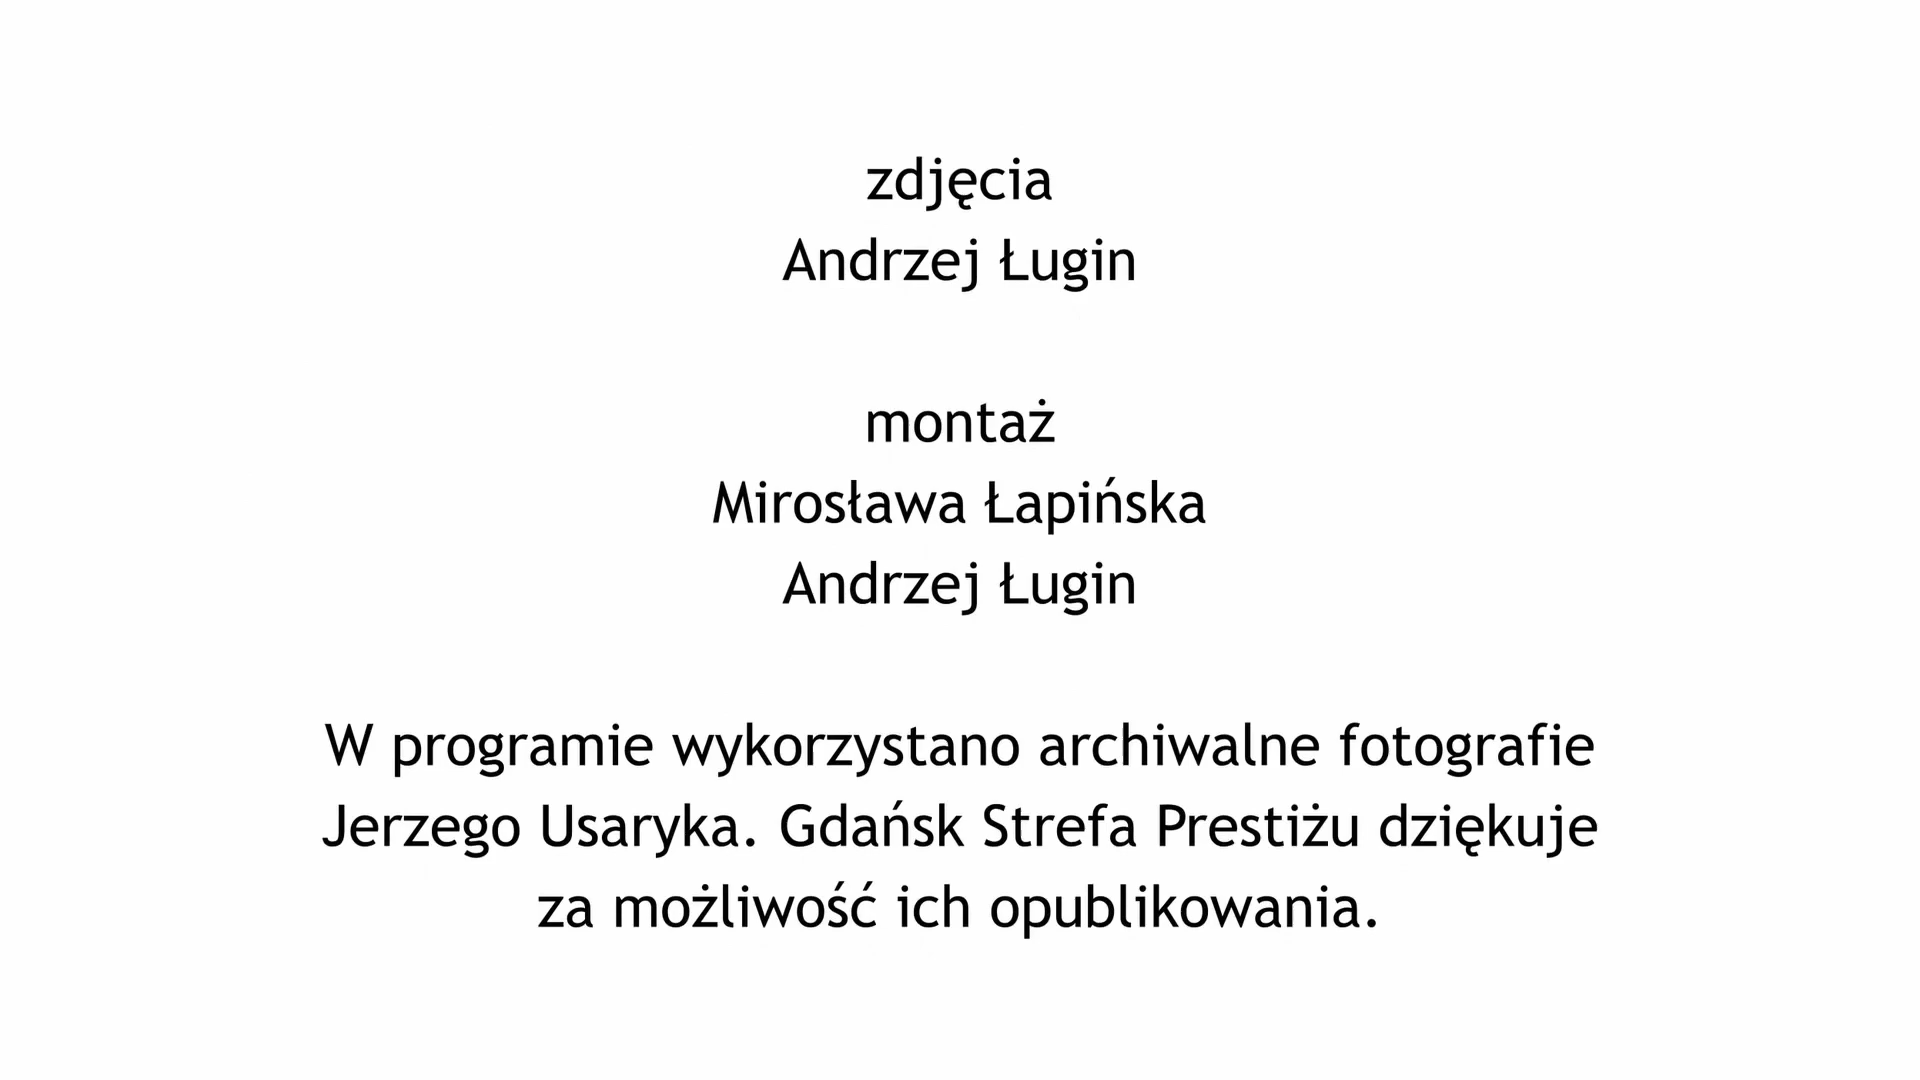 zdjęcia
Andrzej Ługin
montaż
Mirosława Łapińska
Andrzej Ługin
W programie wykorzystano archiwalne fotografie
Jerzego Usaryka. Gdańsk Strefa Prestiżu dziękuje
za możliwość ich opublikowania.